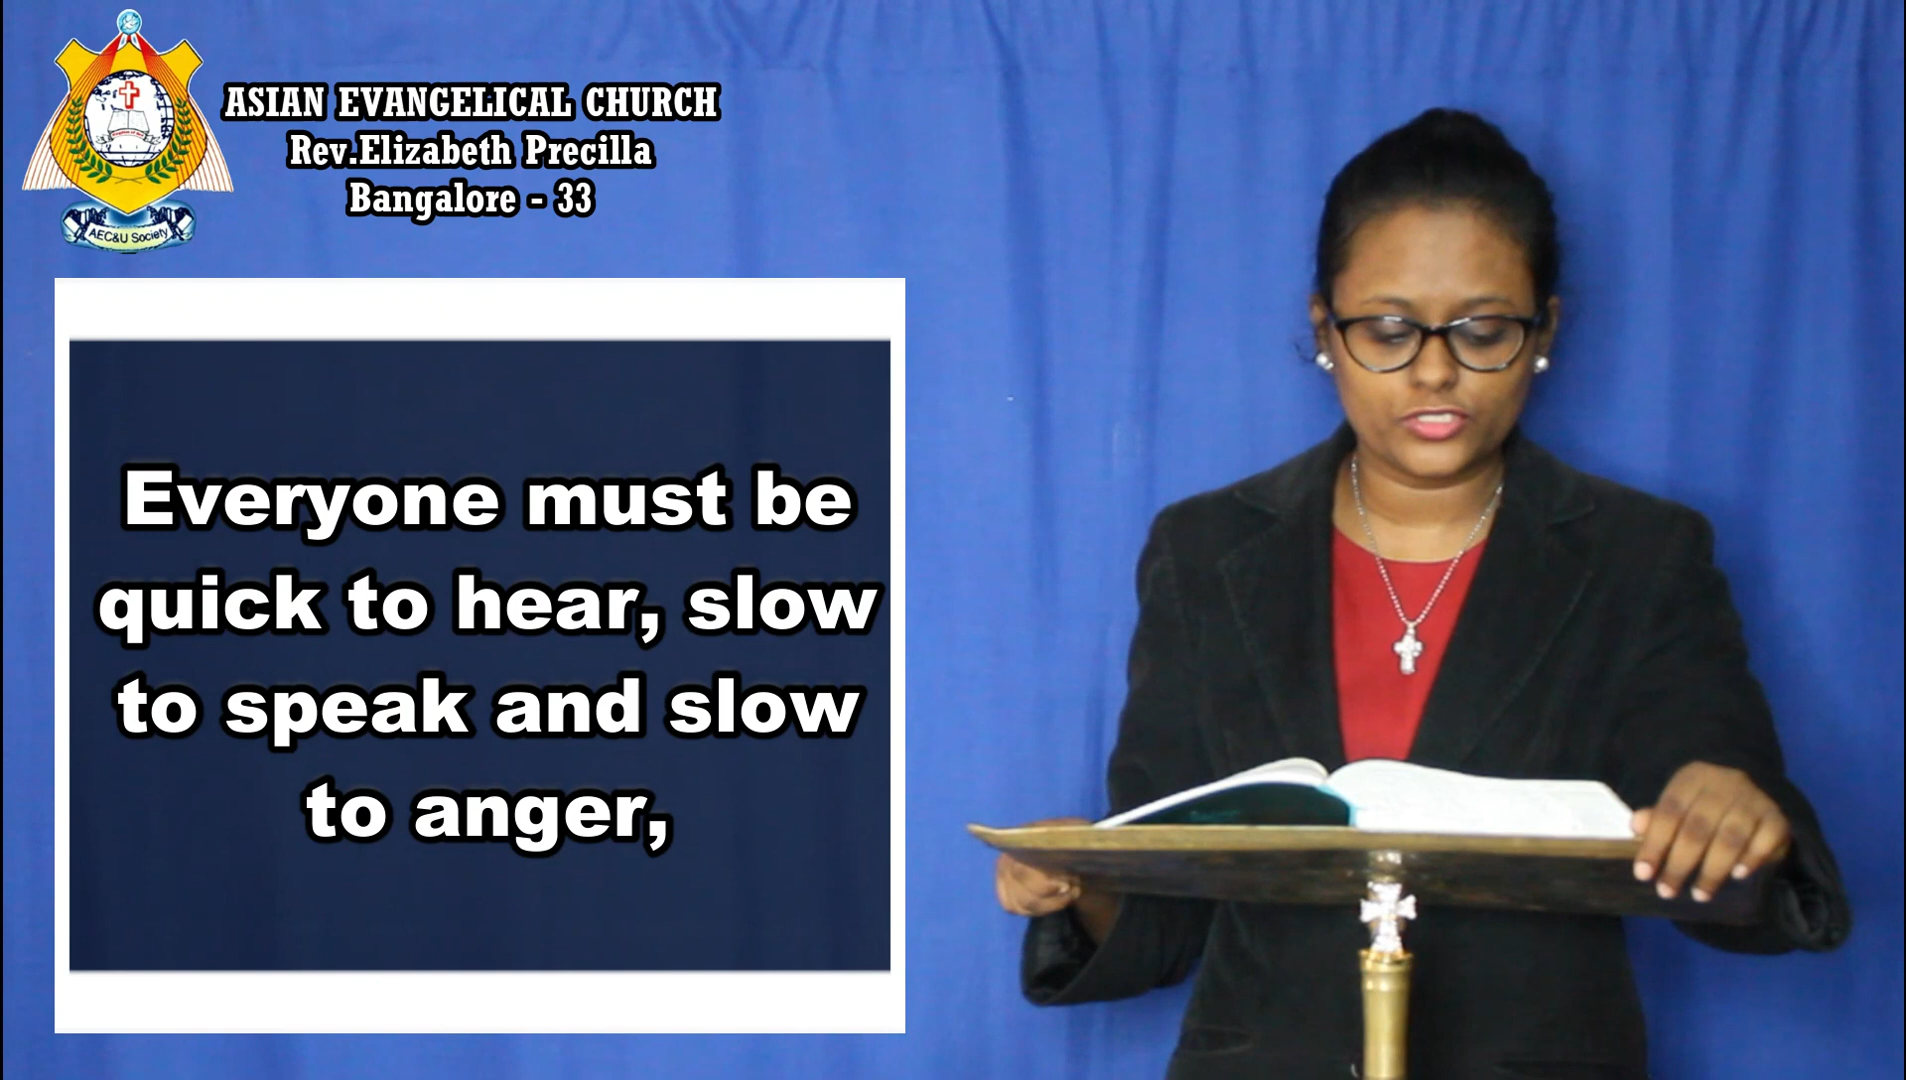 ASIAN EVANGELICAL CHURCH
Rev.Elizabeth Precilla
Bangalore - 33
AEC&U Society
Everyone must be
quick to hear, slow
to speak and slow
to anger,